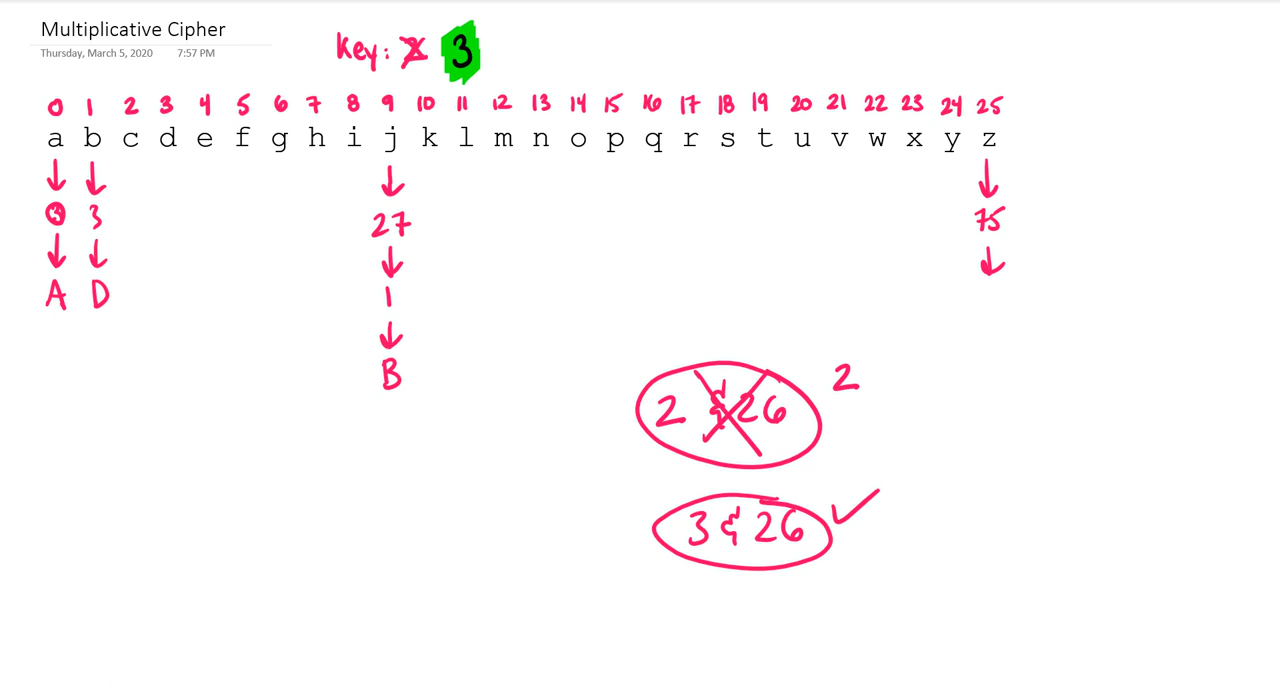 Multiplicative Cipher
Thursday, March 5, 2020 7:57 PM
Key: 2 3
0 1 2 3 4 5 6 7 8 9 10 11 12 13 14 15 16 17 18 19 20 21 22 23 24 25
a b c d e f g h i j k l m n o p q r s t u v w x y z
↓ ↓ ↓ ↓
3 27 75
↓ ↓ ↓ ↓
A D 1
↓
B
2 & 26 2
3 & 26 ✓